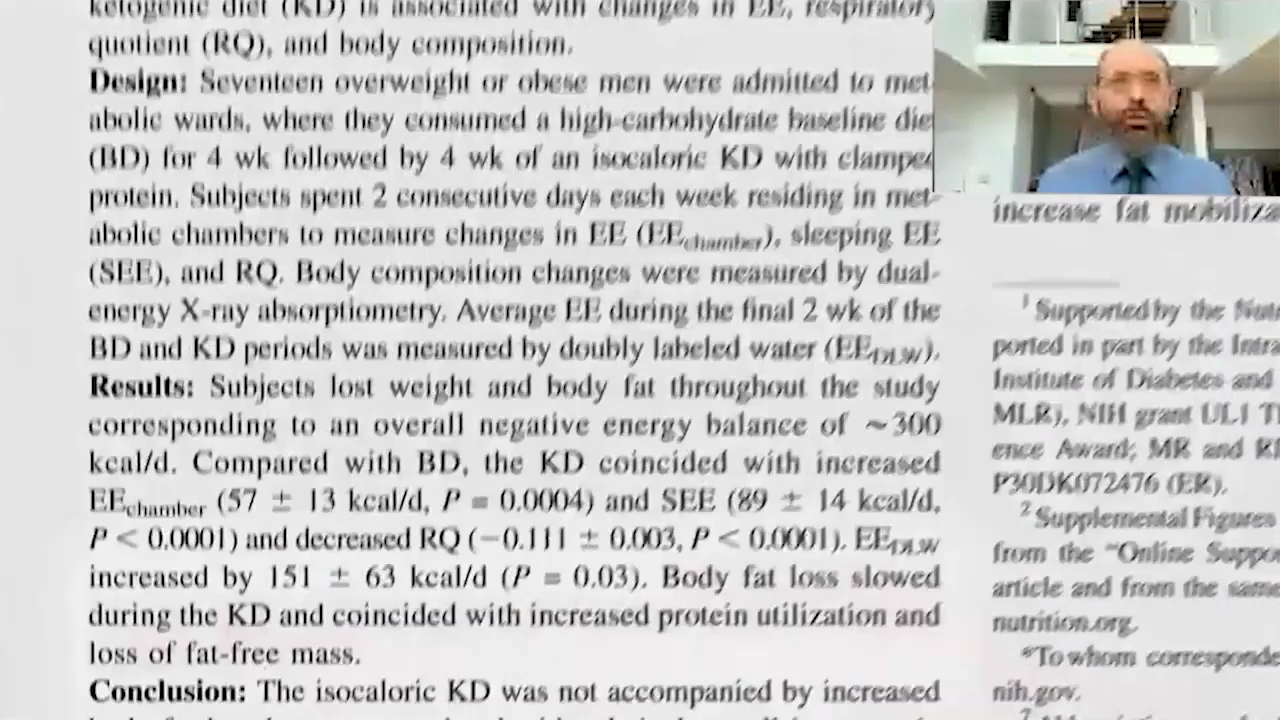 ketogenic diet (KD) is associated with changes in EE, respiratory
quotient (RQ), and body composition.
Design: Seventeen overweight or obese men were admitted to met-
abolic wards, where they consumed a high-carbohydrate baseline die
(BD) for 4 wk followed by 4 wk of an isocaloric KD with clamped
protein. Subjects spent 2 consecutive days each week residing in met-
abolic chambers to measure changes in EE (EEchamber), sleeping EE
(SEE), and RQ. Body composition changes were measured by dual-
energy X-ray absorptiometry. Average EE during the final 2 wk of the
BD and KD periods was measured by doubly labeled water (EEDLW).
Results: Subjects lost weight and body fat throughout the study
corresponding to an overall negative energy balance of ~300
kcal/d. Compared with BD, the KD coincided with increased
EEchamber (57 ± 13 kcal/d, P = 0.0004) and SEE (89 ± 14 kcal/d,
P < 0.0001) and decreased RQ (−0.111 ± 0.003, P < 0.0001). EEDLW
increased by 151 ± 63 kcal/d (P = 0.03). Body fat loss slowed
during the KD and coincided with increased protein utilization and
loss of fat-free mass.
Conclusion: The isocaloric KD was not accompanied by increased
increase fat mobiliza
1 Supported by the Nutr
ported in part by the Intra
Institute of Diabetes and
MLR), NIH grant UL1 T
ence Award; MR and R
P30DK072476 (ER).
2 Supplemental Figures
from the "Online Suppo
article and from the same
nutrition.org.
*To whom corresponde
nih.gov.